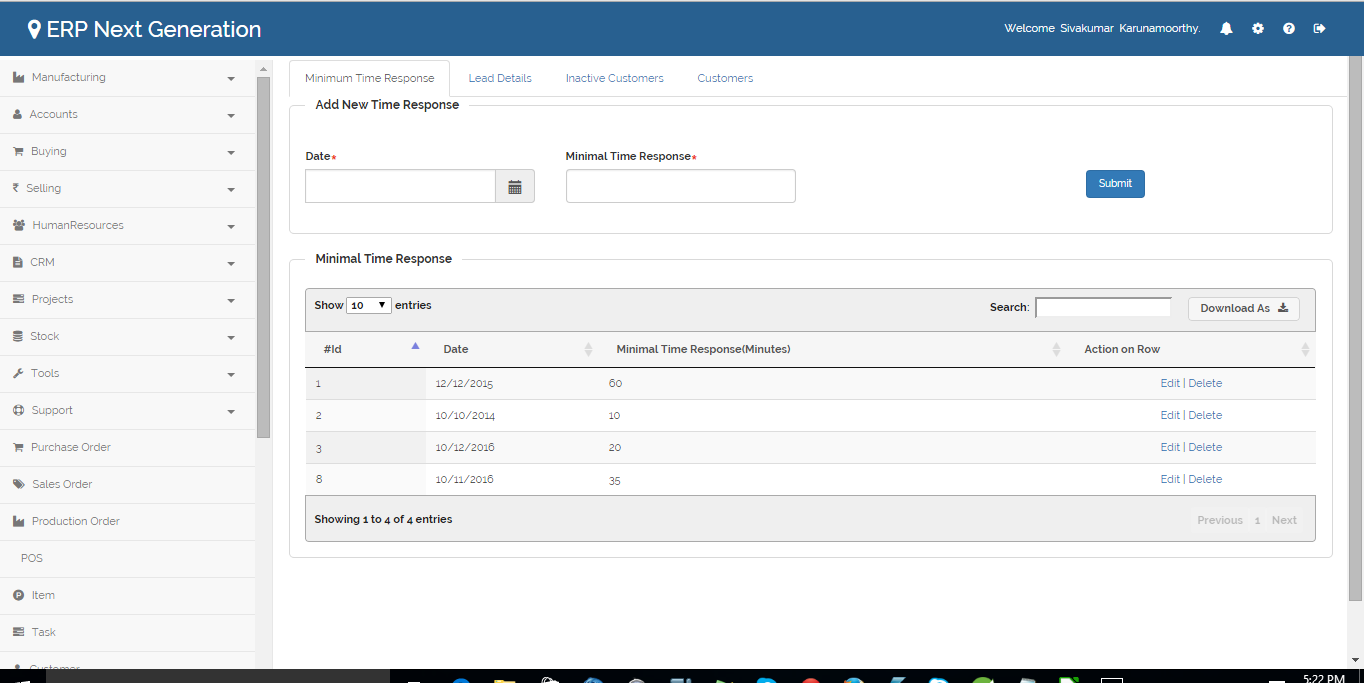 ERP Next Generation
Welcome Sivakumar Karunamoorthy.
Manufacturing
Accounts
Buying
Selling
HumanResources
CRM
Projects
Stock
Tools
Support
Purchase Order
Sales Order
Production Order
POS
Item
Task
Customer
Minimum Time Response Lead Details Inactive Customers Customers
Add New Time Response
Date* Minimal Time Response*
Submit
Minimal Time Response
Show 10 entries Search: Download As
#Id Date Minimal Time Response(Minutes) Action on Row
1 12/12/2015 60 Edit | Delete
2 10/10/2014 10 Edit | Delete
3 10/12/2016 20 Edit | Delete
8 10/11/2016 35 Edit | Delete
Showing 1 to 4 of 4 entries Previous 1 Next
5:22 PM